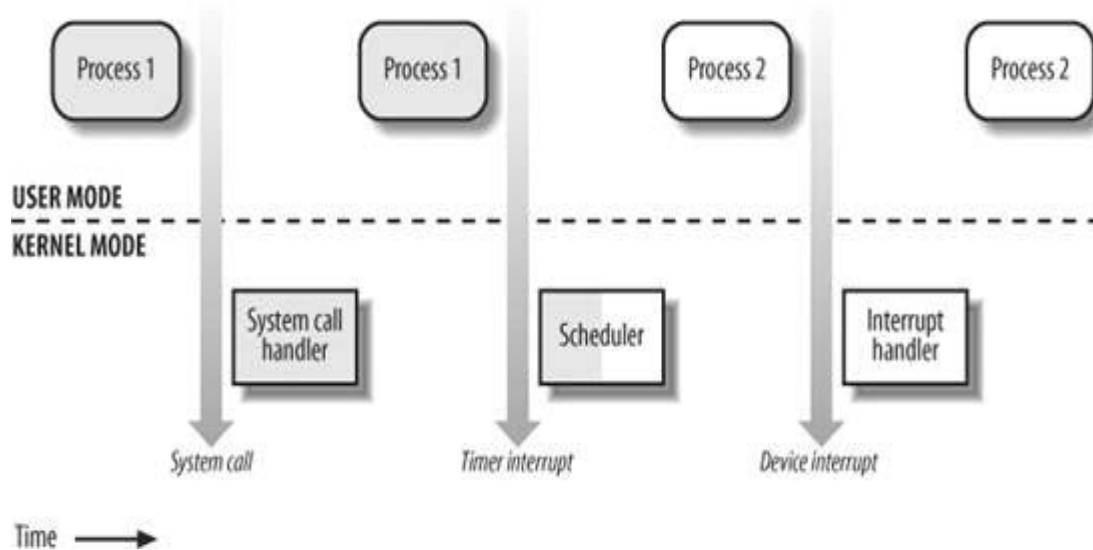 Process 1
Process 1
Process 2
Process 2
USER MODE
KERNEL MODE
System call
handler
Scheduler
Interrupt
handler
System call
Timer interrupt
Device interrupt
Time